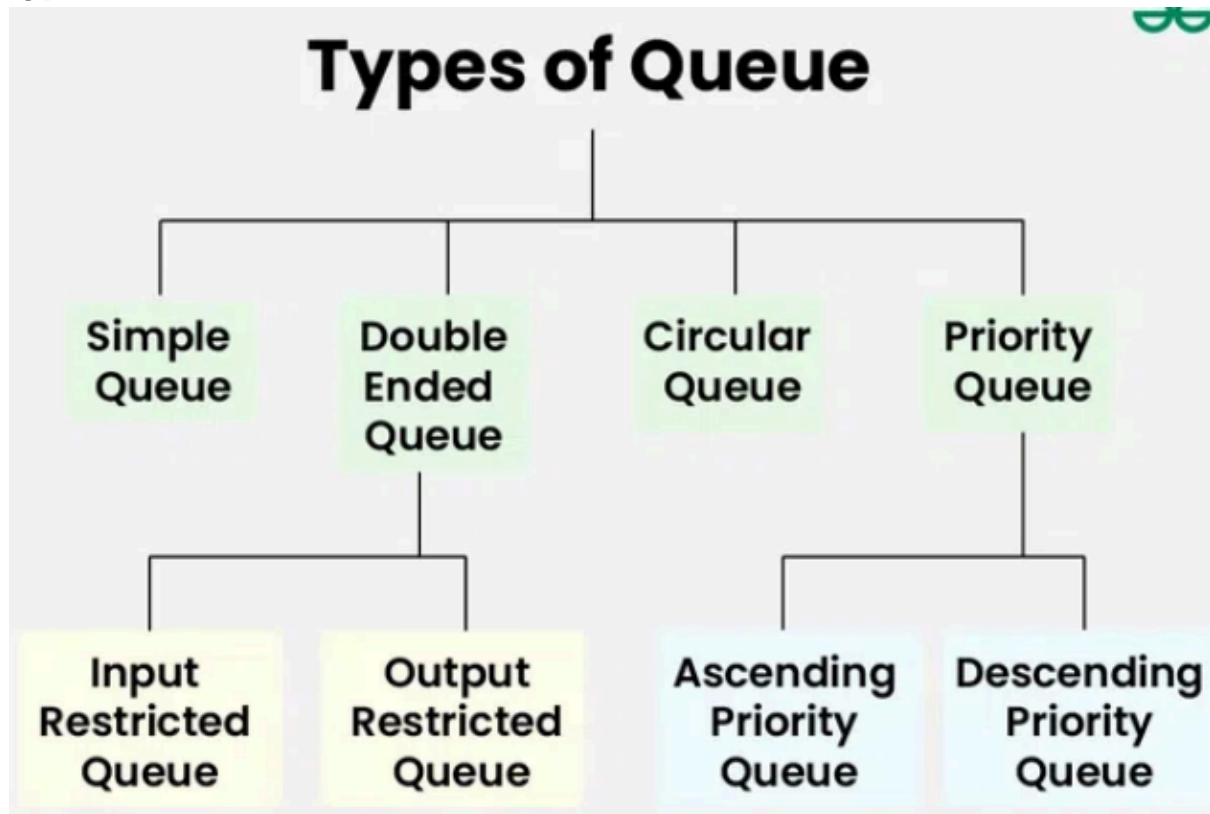 Types of Queue
Simple
Queue
Double
Ended
Queue
Circular
Queue
Priority
Queue
Input
Restricted
Queue
Output
Restricted
Queue
Ascending
Priority
Queue
Descending
Priority
Queue